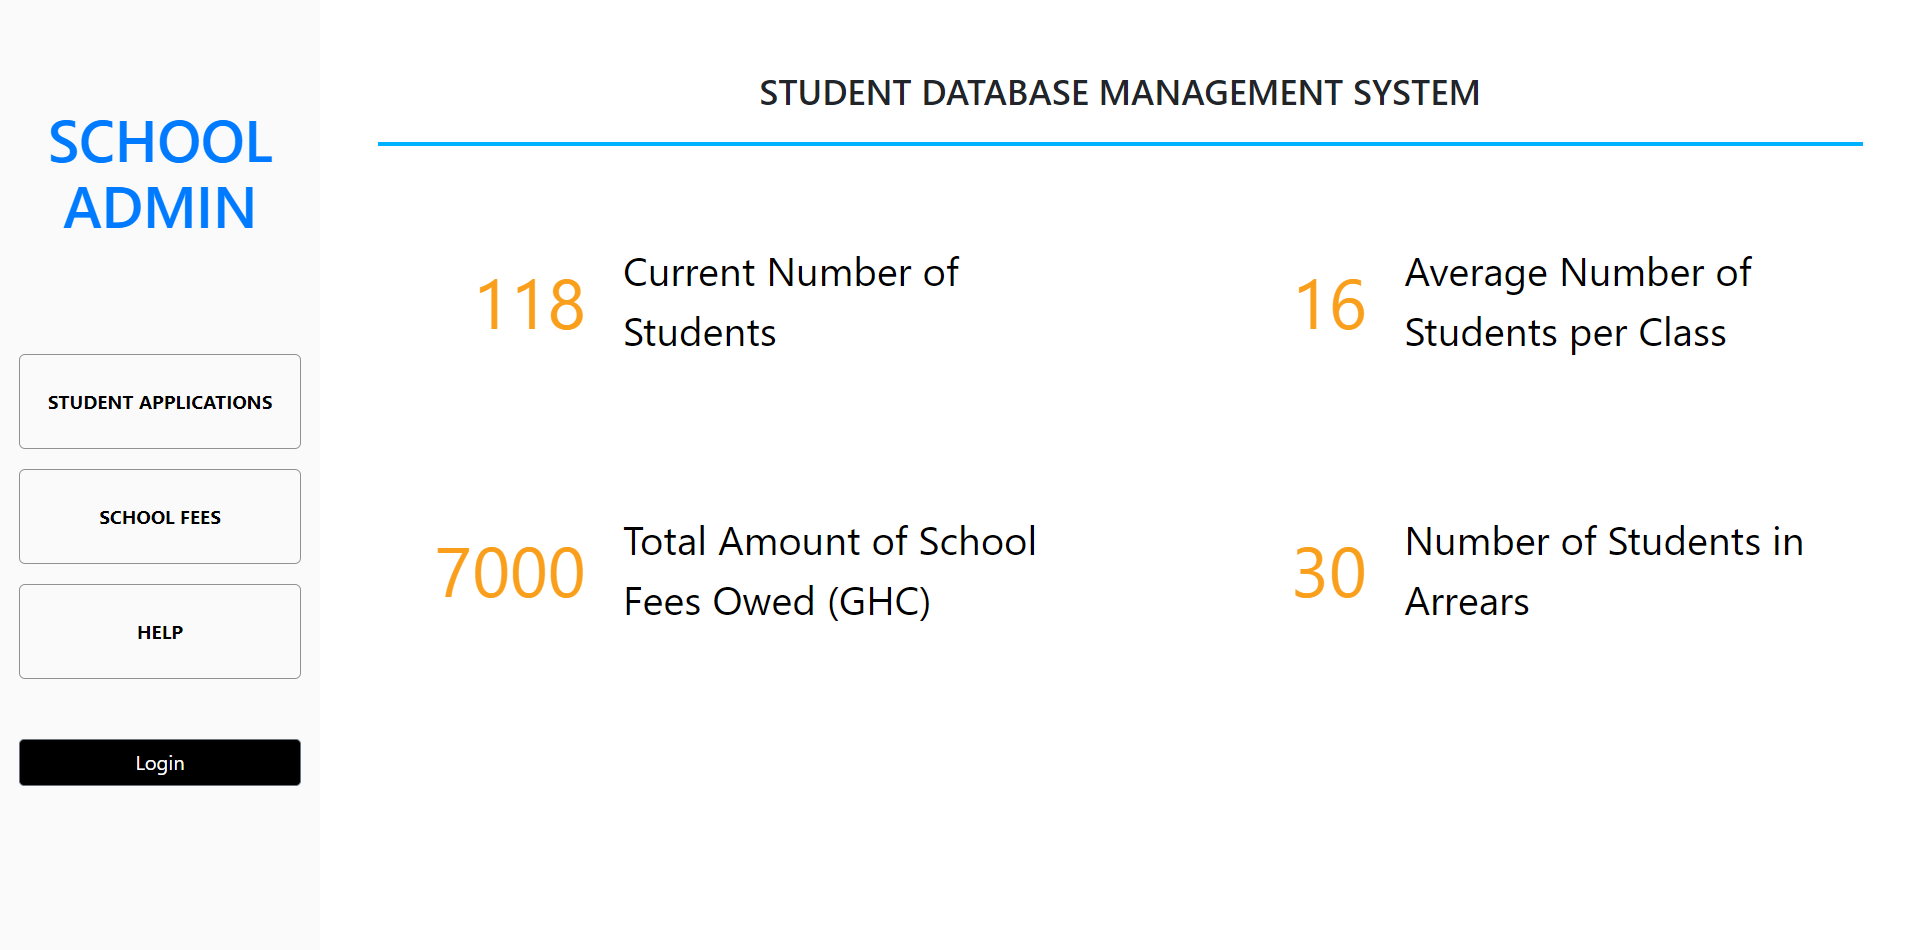 SCHOOL
ADMIN
STUDENT APPLICATIONS
SCHOOL FEES
HELP
Login
STUDENT DATABASE MANAGEMENT SYSTEM
118
Current Number of
Students
16
Average Number of
Students per Class
7000
Total Amount of School
Fees Owed (GHC)
30
Number of Students in
Arrears